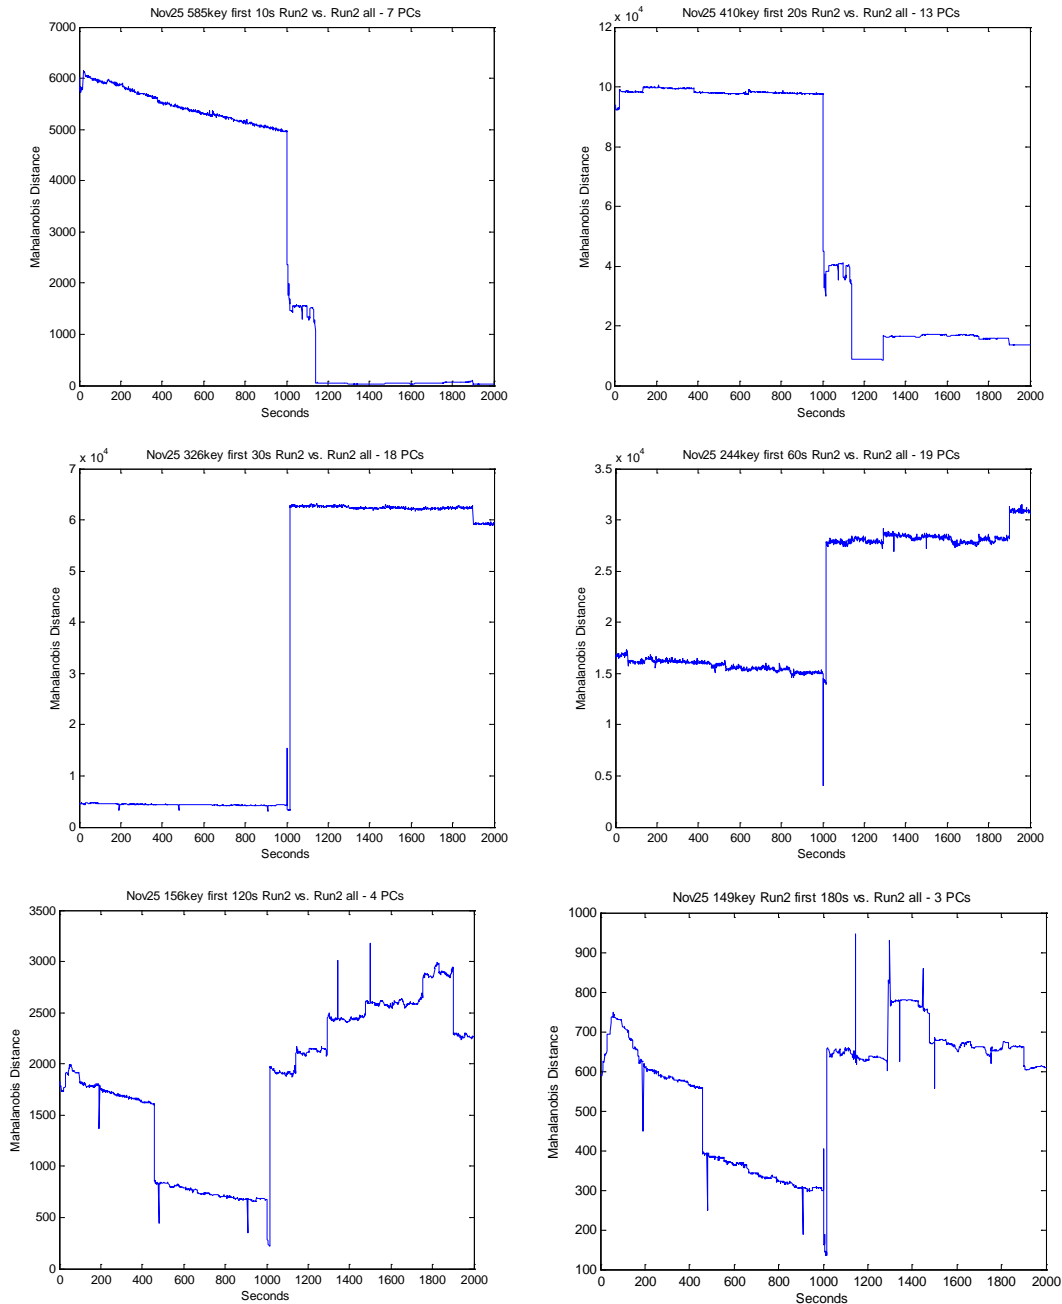 Nov25 585key first 10s Run2 vs. Run2 all - 7 PCs
7000
6000
5000
4000
3000
2000
1000
0
Mahalanobis Distance
0 200 400 600 800 1000 1200 1400 1600 1800 2000
Seconds
Nov25 410key first 20s Run2 vs. Run2 all - 13 PCs
x 10^4
12
10
8
6
4
2
0
Mahalanobis Distance
0 200 400 600 800 1000 1200 1400 1600 1800 2000
Seconds
Nov25 326key first 30s Run2 vs. Run2 all - 18 PCs
x 10^4
7
6
5
4
3
2
1
0
Mahalanobis Distance
0 200 400 600 800 1000 1200 1400 1600 1800 2000
Seconds
Nov25 244key first 60s Run2 vs. Run2 all - 19 PCs
x 10^4
3.5
3
2.5
2
1.5
1
0.5
0
Mahalanobis Distance
0 200 400 600 800 1000 1200 1400 1600 1800 2000
Seconds
Nov25 156key first 120s Run2 vs. Run2 all - 4 PCs
3500
3000
2500
2000
1500
1000
500
0
Mahalanobis Distance
0 200 400 600 800 1000 1200 1400 1600 1800 2000
Seconds
Nov25 149key Run2 first 180s vs. Run2 all - 3 PCs
1000
900
800
700
600
500
400
300
200
100
Mahalanobis Distance
0 200 400 600 800 1000 1200 1400 1600 1800 2000
Seconds